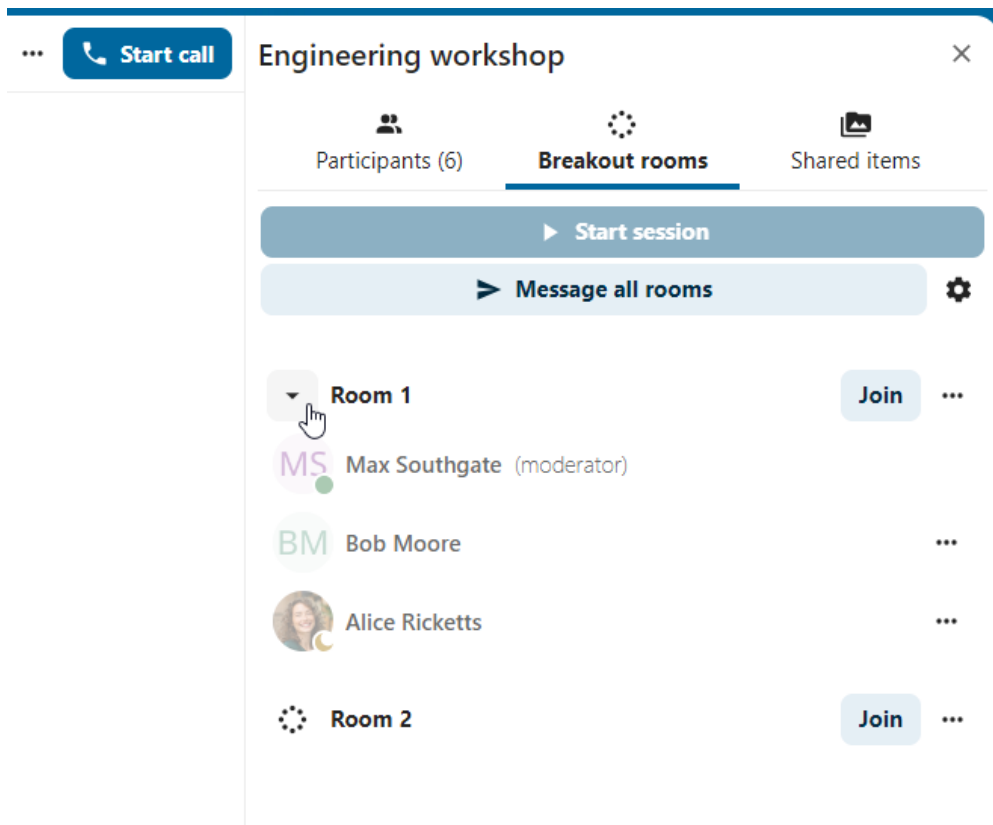 Start call
Engineering workshop
Participants (6)
Breakout rooms
Shared items
Start session
Message all rooms
Room 1
Join
MS
Max Southgate (moderator)
BM
Bob Moore
Alice Ricketts
Room 2
Join